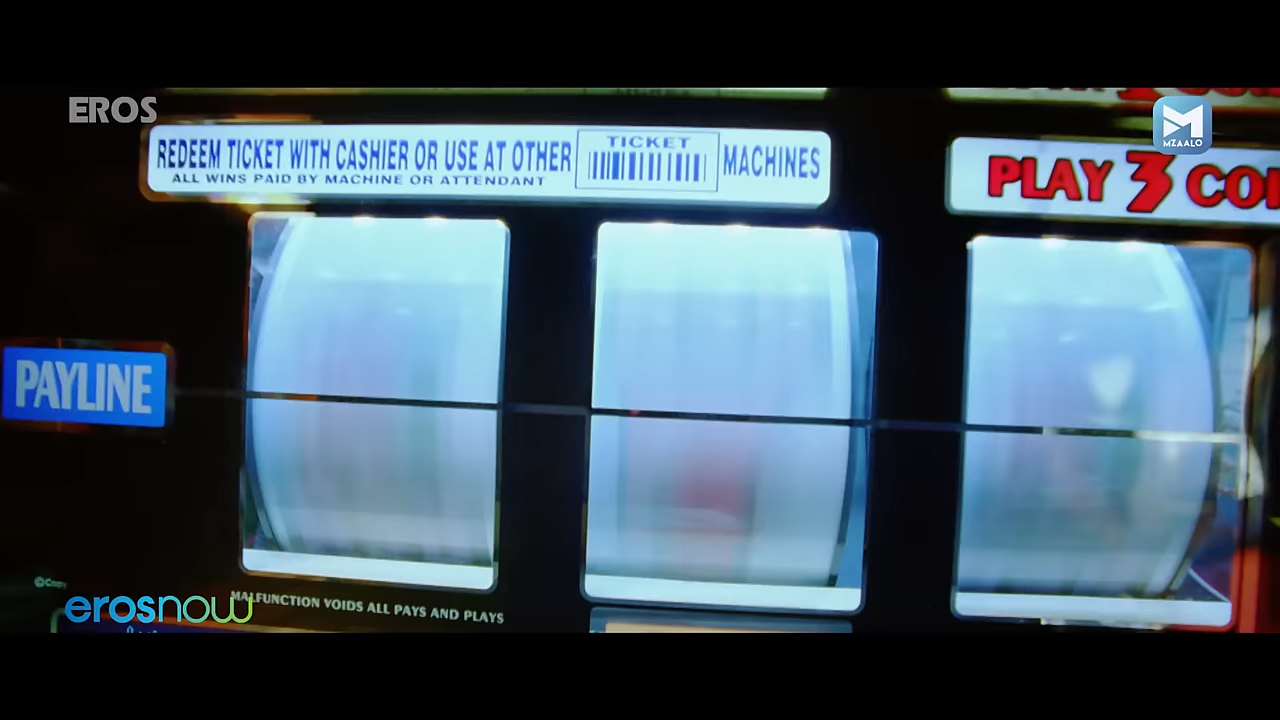 EROS
MZAALO
REDEEM TICKET WITH CASHIER OR USE AT OTHER
TICKET
MACHINES
ALL WINS PAID BY MACHINE OR ATTENDANT
PLAY 3
PAYLINE
MALFUNCTION VOIDS ALL PAYS AND PLAYS
erosnow